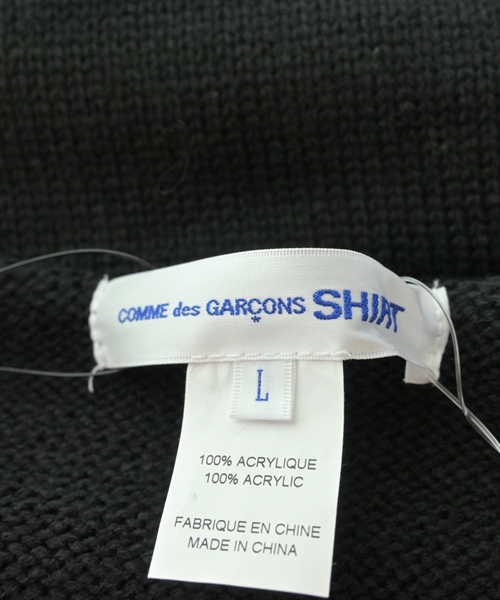 COMME des GARÇONS SHIRT
L
100% ACRYLIQUE
100% ACRYLIC
FABRIQUE EN CHINE
MADE IN CHINA